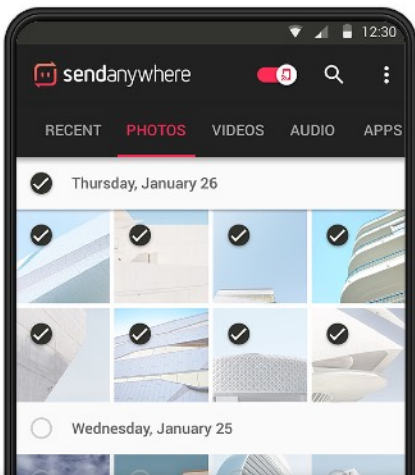 12:30
sendanywhere
RECENT PHOTOS VIDEOS AUDIO APPS
Thursday, January 26
Wednesday, January 25